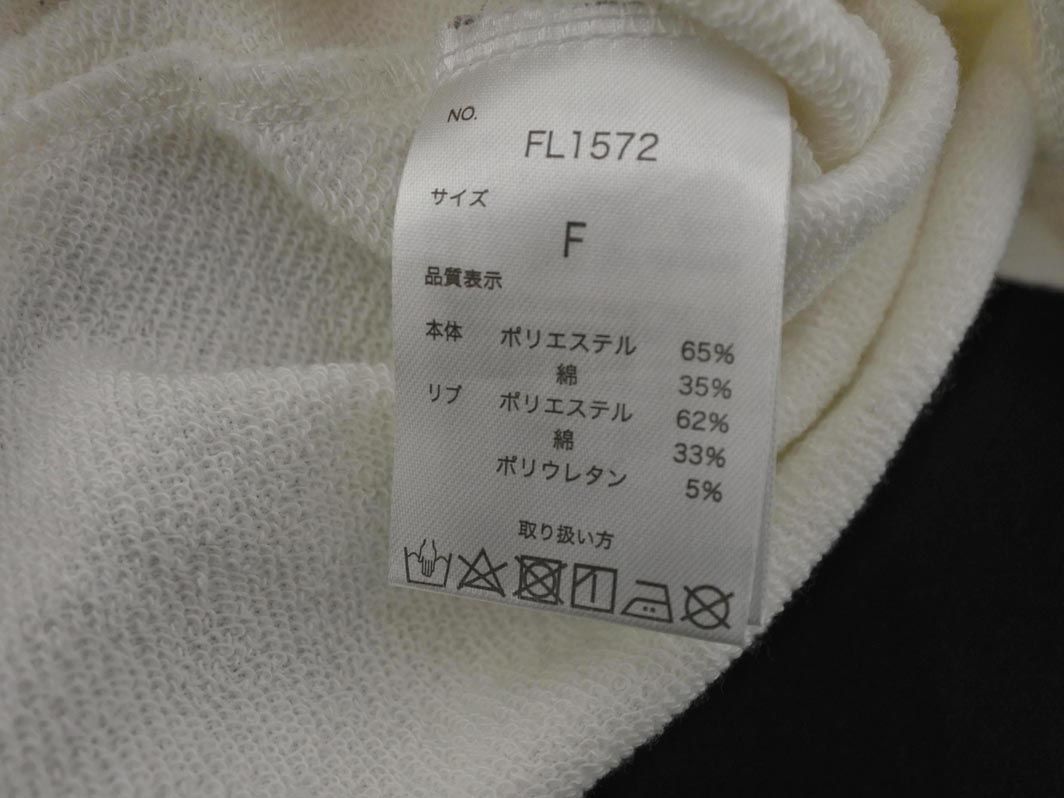 NO.
FL1572
サイズ
F
品質表示
本体 ポリエステル 65%
綿 35%
リブ ポリエステル 62%
綿 33%
ポリウレタン 5%
取り扱い方